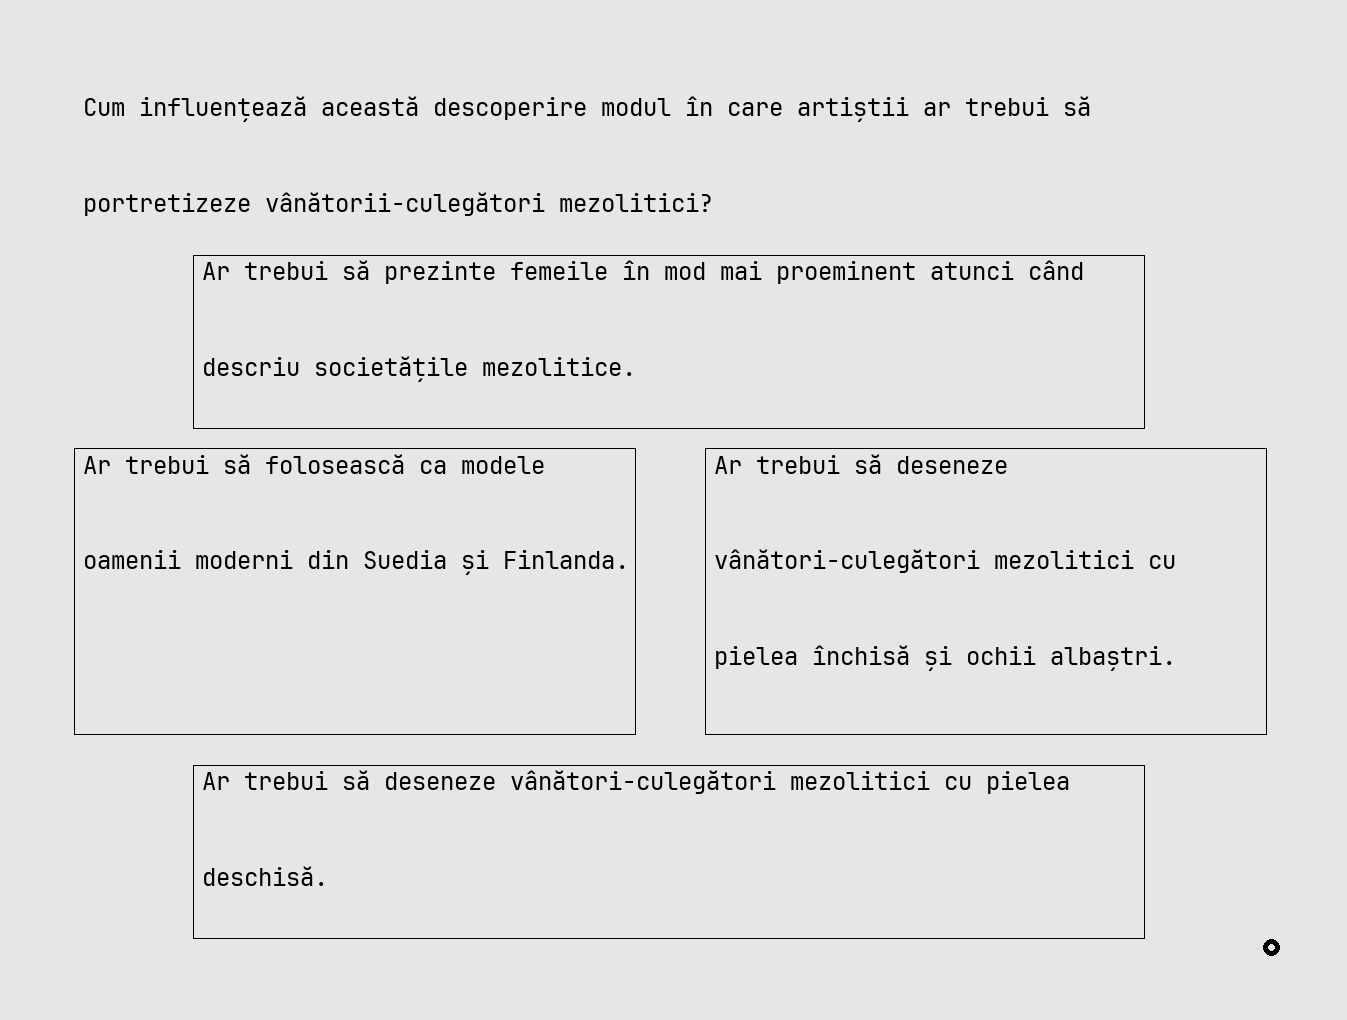 Cum influențează această descoperire modul în care artiștii ar trebui să
portretizeze vânătorii-culegători mezolitici?
Ar trebui să prezinte femeile în mod mai proeminent atunci când
descriu societățile mezolitice.
Ar trebui să folosească ca modele
oamenii moderni din Suedia și Finlanda.
Ar trebui să deseneze
vânători-culegători mezolitici cu
pielea închisă și ochii albaștri.
Ar trebui să deseneze vânători-culegători mezolitici cu pielea
deschisă.